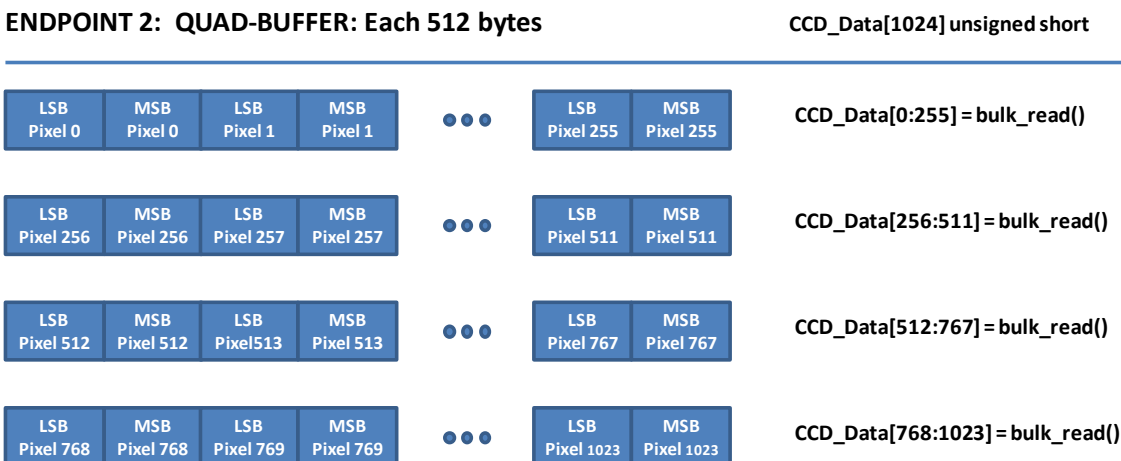 ENDPOINT 2: QUAD-BUFFER: Each 512 bytes
CCD_Data[1024] unsigned short
LSB Pixel 0 MSB Pixel 0 LSB Pixel 1 MSB Pixel 1 LSB Pixel 255 MSB Pixel 255
CCD_Data[0:255] = bulk_read()
LSB Pixel 256 MSB Pixel 256 LSB Pixel 257 MSB Pixel 257 LSB Pixel 511 MSB Pixel 511
CCD_Data[256:511] = bulk_read()
LSB Pixel 512 MSB Pixel 512 LSB Pixel513 MSB Pixel 513 LSB Pixel 767 MSB Pixel 767
CCD_Data[512:767] = bulk_read()
LSB Pixel 768 MSB Pixel 768 LSB Pixel 769 MSB Pixel 769 LSB Pixel 1023 MSB Pixel 1023
CCD_Data[768:1023] = bulk_read()